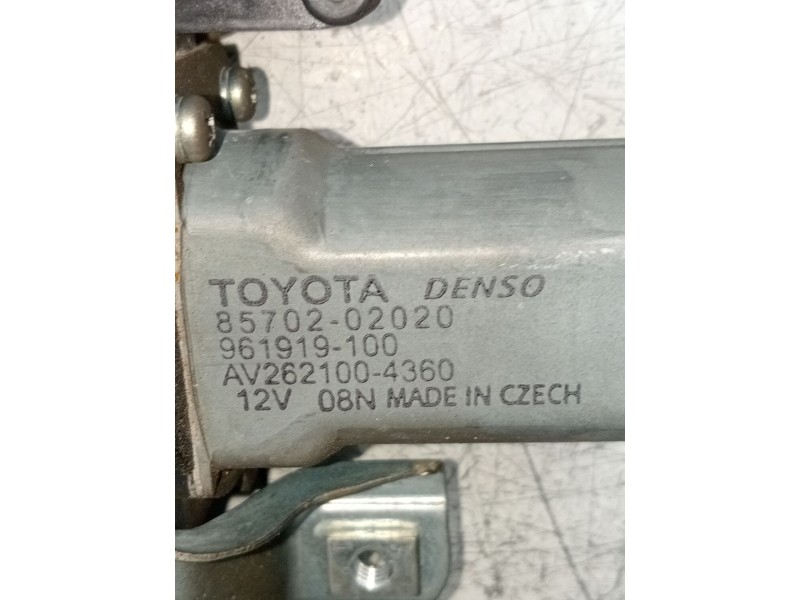 TOYOTA DENSO
85702-02020
961919-100
AV262100-4360
12V 08N MADE IN CZECH